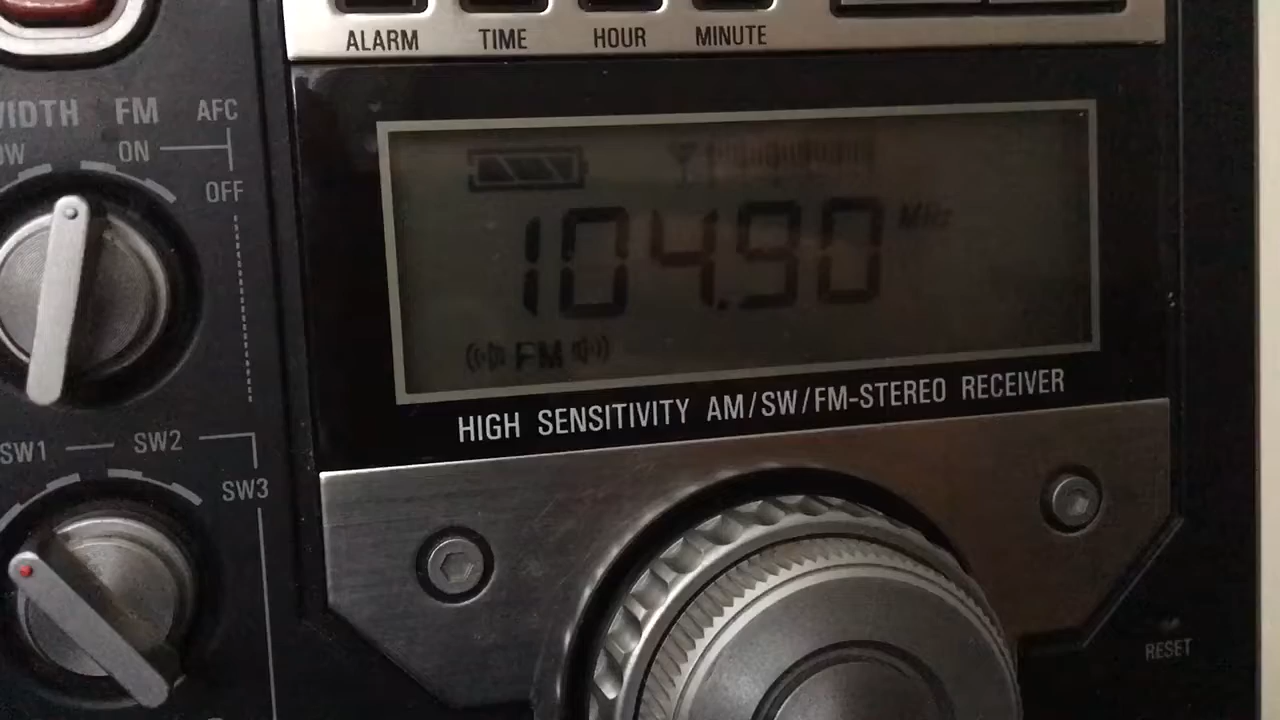 ALARM TIME HOUR MINUTE
FM AFC
ON
OFF
MHz
104.90
FM
HIGH SENSITIVITY AM/SW/FM-STEREO RECEIVER
SW1 SW2
SW3
RESET